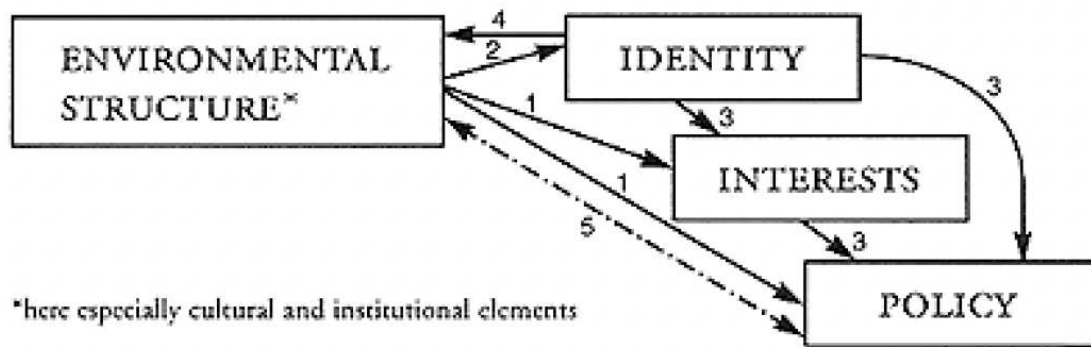 ENVIRONMENTAL
STRUCTURE*
4
2
IDENTITY
3
3
1
INTERESTS
1
5
3
POLICY
*here especially cultural and institutional elements